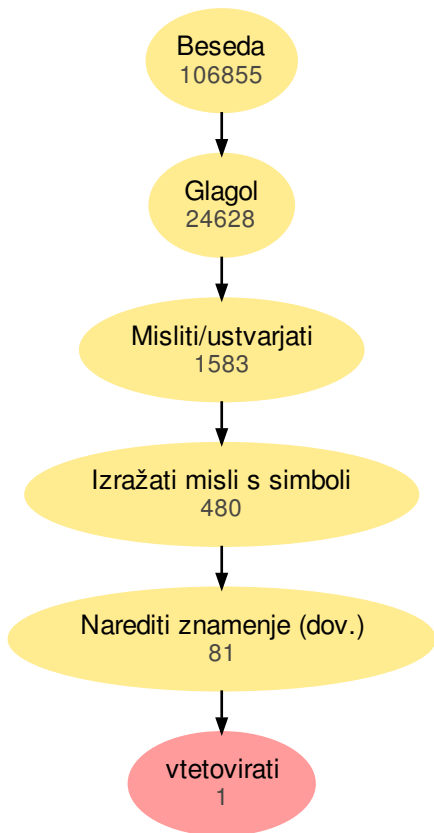 Beseda
106855
Glagol
24628
Misliti/ustvarjati
1583
Izražati misli s simboli
480
Narediti znamenje (dov.)
81
vtetovirati
1